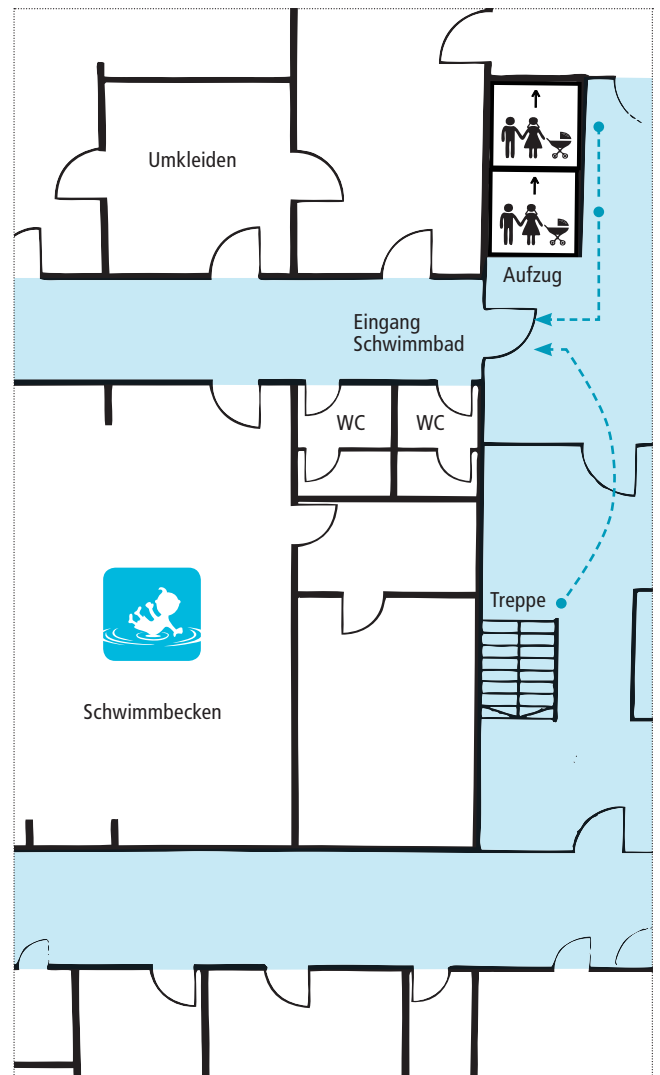 Umkleiden
Aufzug
Eingang
Schwimmbad
WC
WC
Treppe
Schwimmbecken